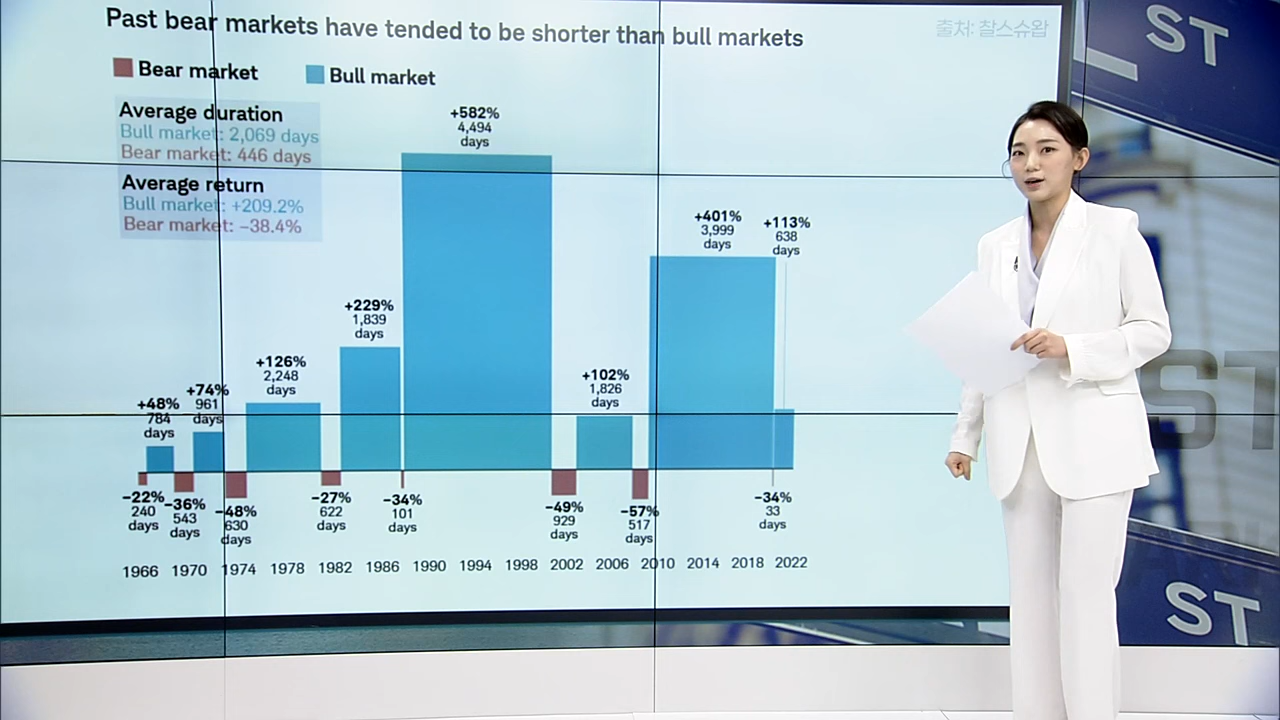 Past bear markets have tended to be shorter than bull markets
출처: 찰스슈왑
Bear market
Bull market
Average duration
Bull market: 2,069 days
Bear market: 446 days
Average return
Bull market: +209.2%
Bear market: −38.4%
+48%
784
days
+74%
961
days
+126%
2,248
days
+229%
1,839
days
+582%
4,494
days
+102%
1,826
days
+401%
3,999
days
+113%
638
days
−22%
240
days
−36%
543
days
−48%
630
days
−27%
622
days
−34%
101
days
−49%
929
days
−57%
517
days
−34%
33
days
1966 1970 1974 1978 1982 1986 1990 1994 1998 2002 2006 2010 2014 2018 2022
ST
ST
ST